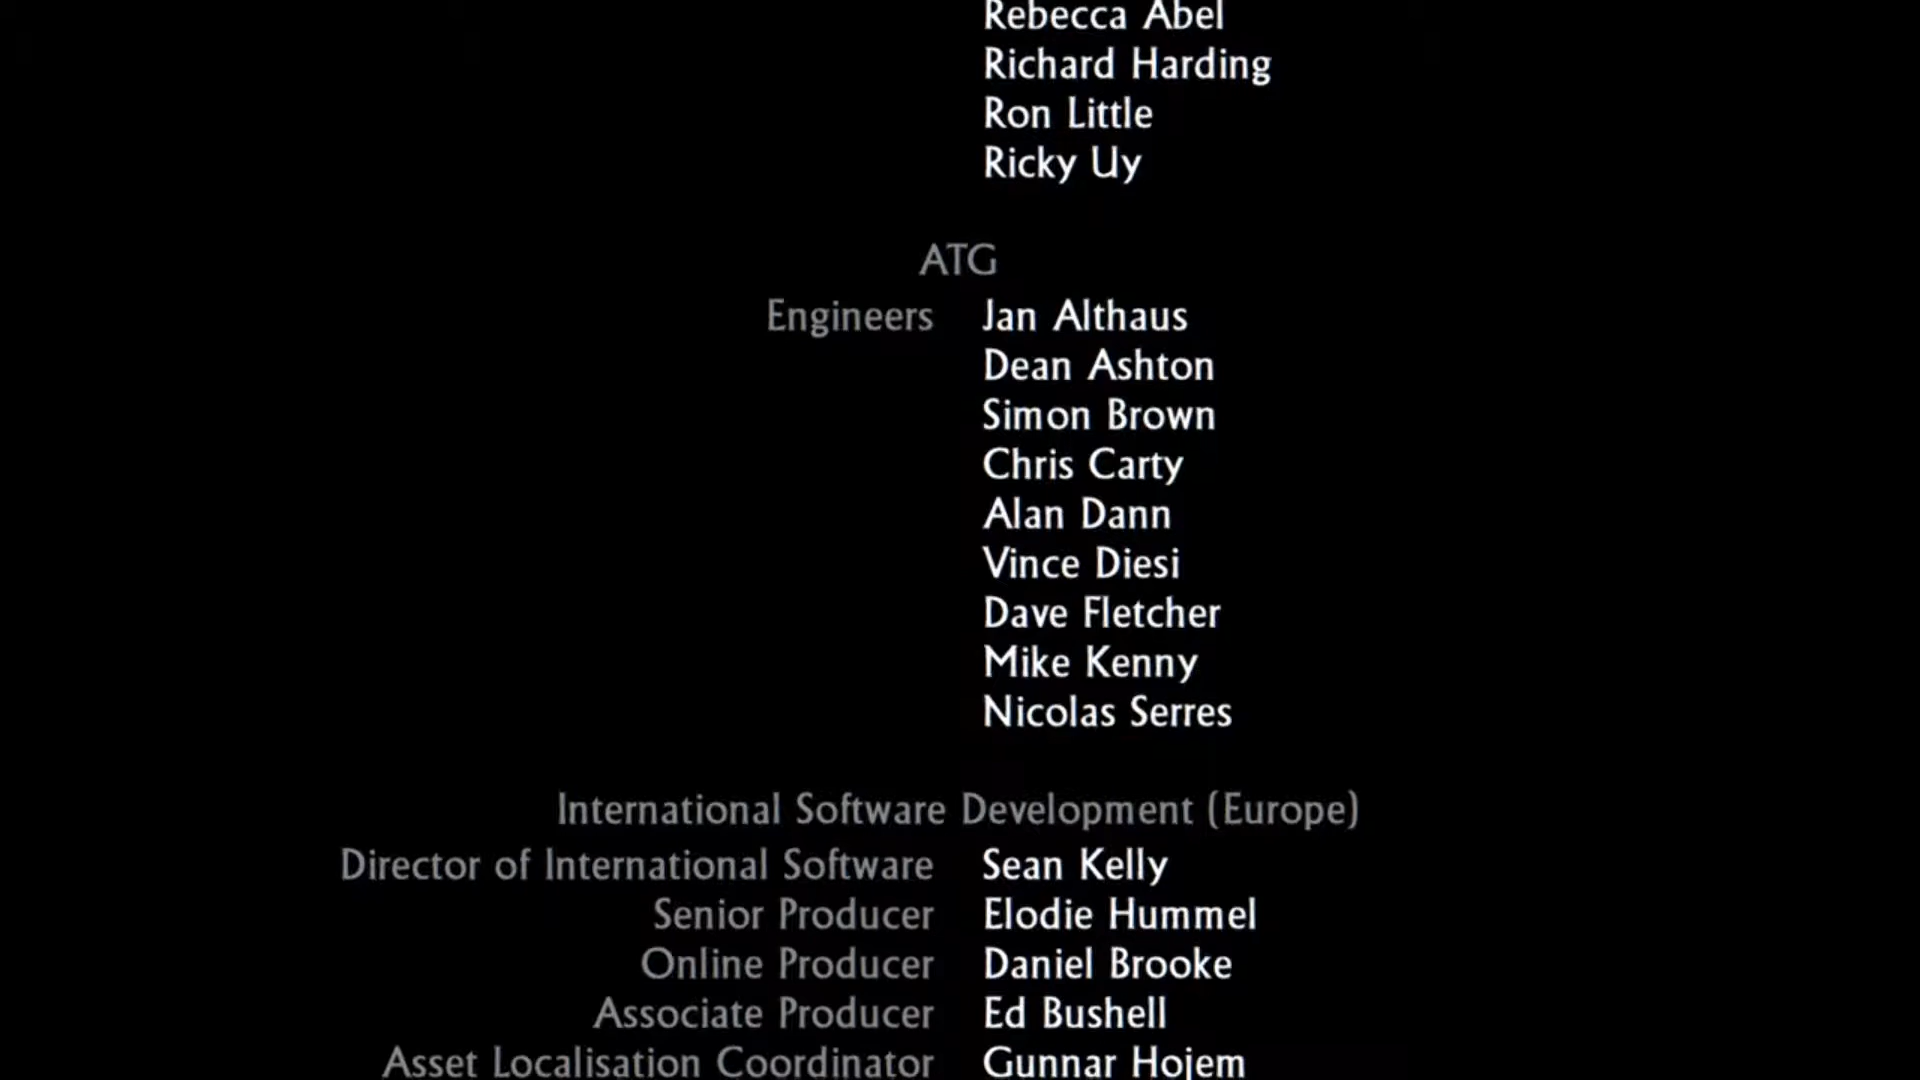 Rebecca Abel
Richard Harding
Ron Little
Ricky Uy
ATG
Engineers Jan Althaus
Dean Ashton
Simon Brown
Chris Carty
Alan Dann
Vince Diesi
Dave Fletcher
Mike Kenny
Nicolas Serres
International Software Development (Europe)
Director of International Software Sean Kelly
Senior Producer Elodie Hummel
Online Producer Daniel Brooke
Associate Producer Ed Bushell
Asset Localisation Coordinator Gunnar Hojem